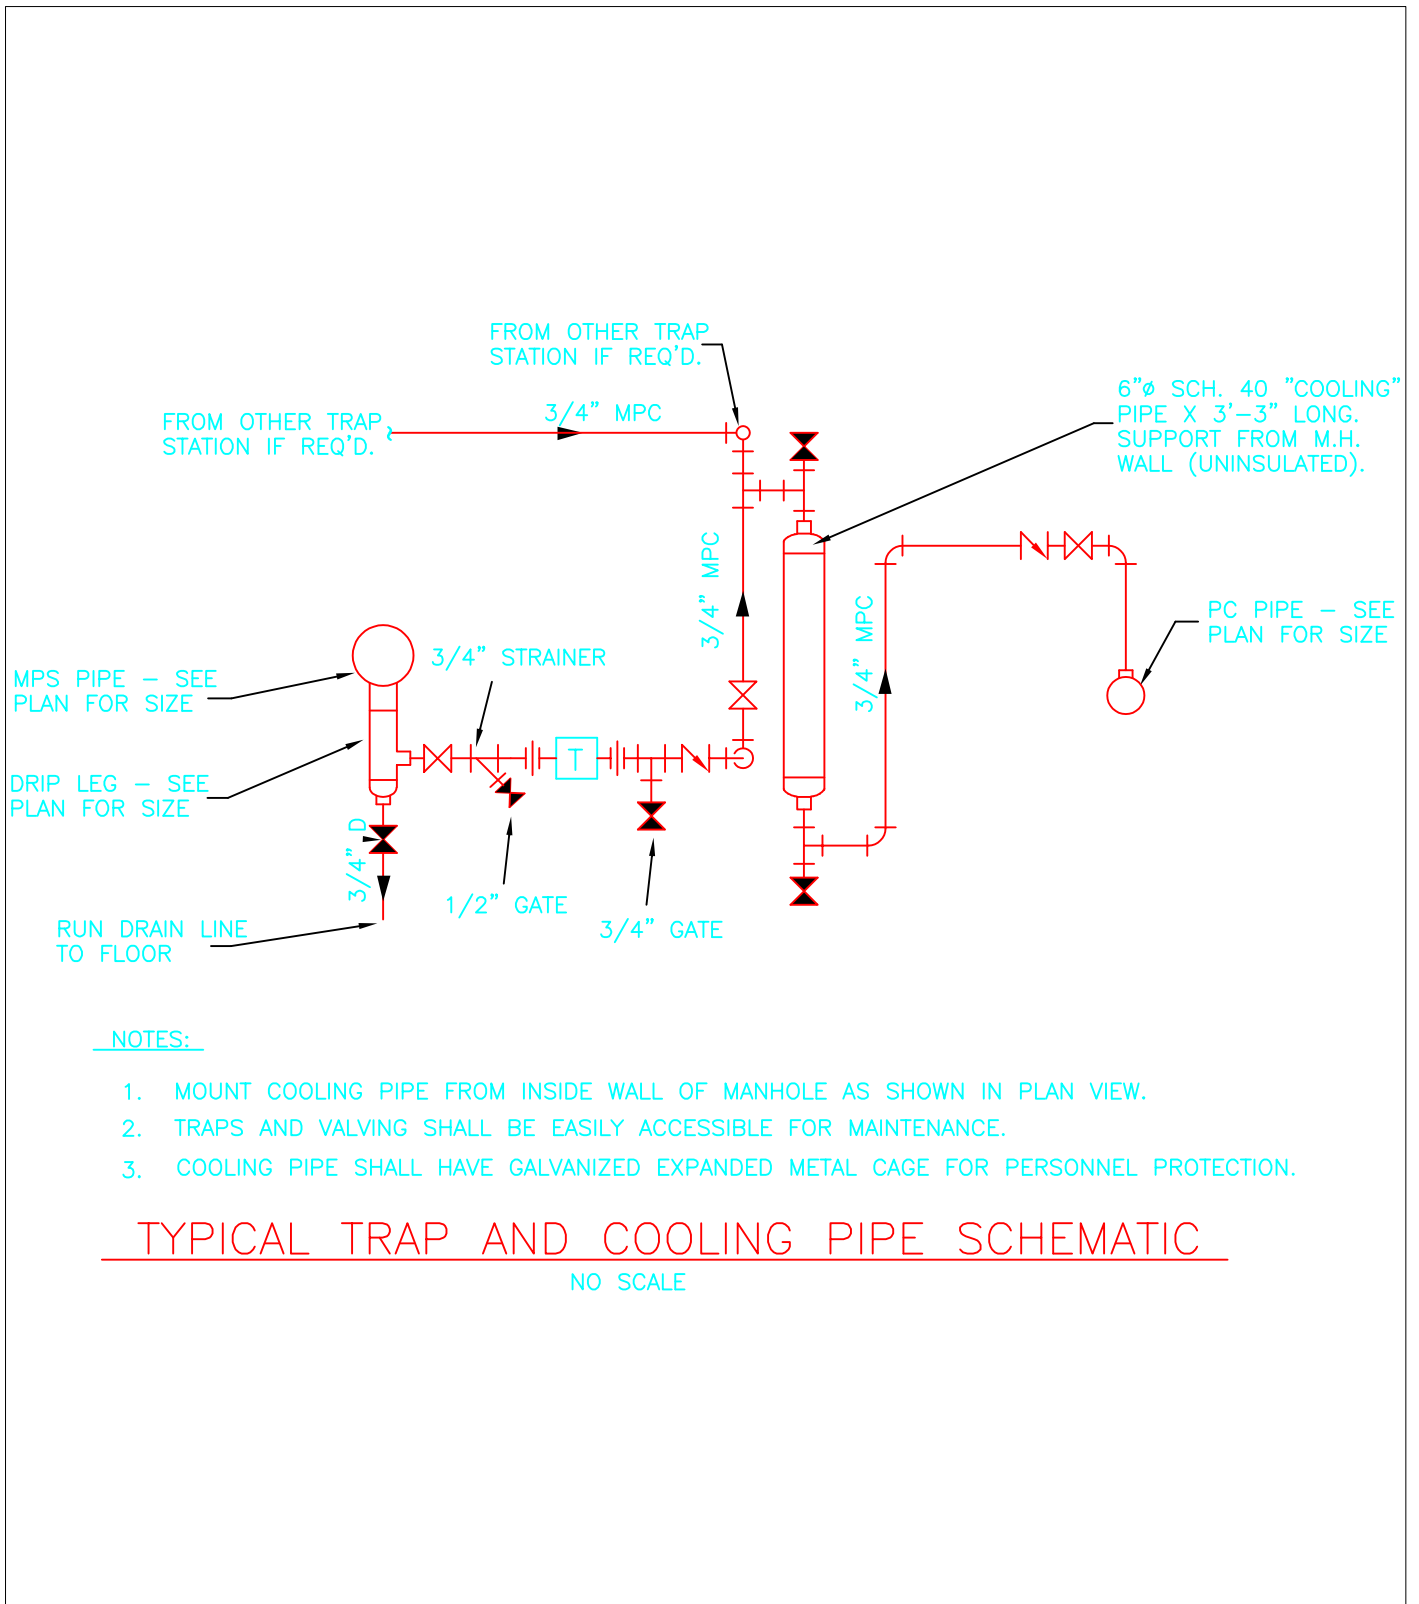 FROM OTHER TRAP
STATION IF REQ'D.
FROM OTHER TRAP
STATION IF REQ'D.
3/4" MPC
6"ø SCH. 40 "COOLING"
PIPE X 3'-3" LONG.
SUPPORT FROM M.H.
WALL (UNINSULATED).
3/4" MPC
3/4" MPC
PC PIPE - SEE
PLAN FOR SIZE
3/4" STRAINER
MPS PIPE - SEE
PLAN FOR SIZE
T
DRIP LEG - SEE
PLAN FOR SIZE
3/4" D
1/2" GATE
3/4" GATE
RUN DRAIN LINE
TO FLOOR
NOTES:
1. MOUNT COOLING PIPE FROM INSIDE WALL OF MANHOLE AS SHOWN IN PLAN VIEW.
2. TRAPS AND VALVING SHALL BE EASILY ACCESSIBLE FOR MAINTENANCE.
3. COOLING PIPE SHALL HAVE GALVANIZED EXPANDED METAL CAGE FOR PERSONNEL PROTECTION.
TYPICAL TRAP AND COOLING PIPE SCHEMATIC
NO SCALE